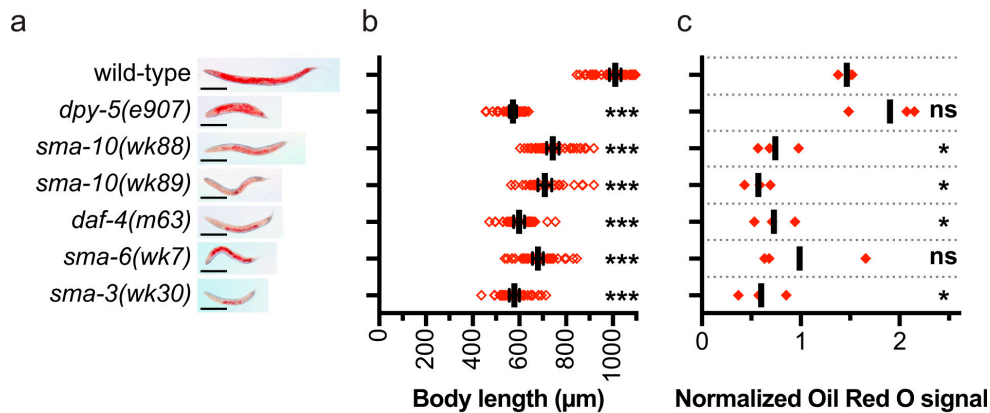 a
b
c
wild-type
dpy-5(e907) *** ns
sma-10(wk88) *** *
sma-10(wk89) *** *
daf-4(m63) *** *
sma-6(wk7) *** ns
sma-3(wk30) *** *
0 200 400 600 800 1000
0 1 2
Body length (µm)
Normalized Oil Red O signal